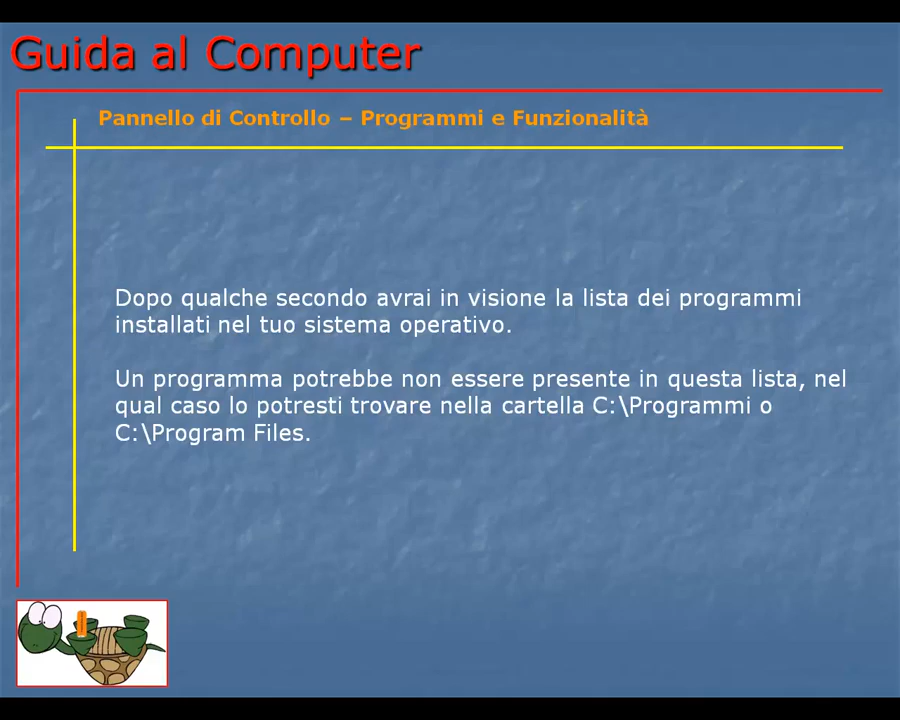 Guida al Computer
Pannello di Controllo – Programmi e Funzionalità
Dopo qualche secondo avrai in visione la lista dei programmi
installati nel tuo sistema operativo.
Un programma potrebbe non essere presente in questa lista, nel
qual caso lo potresti trovare nella cartella C:\Programmi o
C:\Program Files.